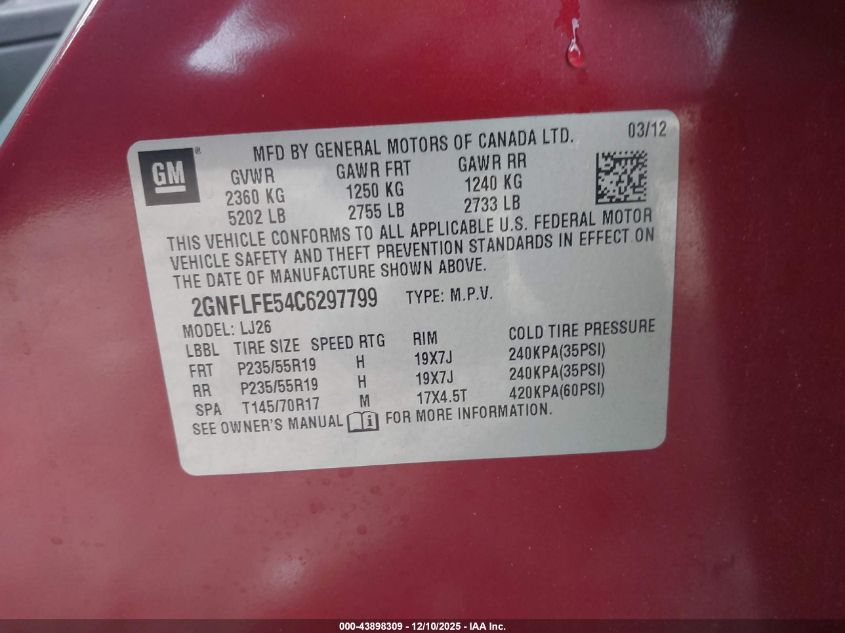 GM ® MFD BY GENERAL MOTORS OF CANADA LTD. 03/12
GVWR GAWR FRT GAWR RR
2360 KG 1250 KG 1240 KG
5202 LB 2755 LB 2733 LB
THIS VEHICLE CONFORMS TO ALL APPLICABLE U.S. FEDERAL MOTOR
VEHICLE SAFETY AND THEFT PREVENTION STANDARDS IN EFFECT ON
THE DATE OF MANUFACTURE SHOWN ABOVE.
2GNFLFE54C6297799 TYPE: M.P.V.
MODEL: LJ26
LBBL TIRE SIZE SPEED RTG RIM COLD TIRE PRESSURE
FRT P235/55R19 H 19X7J 240KPA(35PSI)
RR P235/55R19 H 19X7J 240KPA(35PSI)
SPA T145/70R17 M 17X4.5T 420KPA(60PSI)
SEE OWNER'S MANUAL i FOR MORE INFORMATION.
000-43898309 – 12/10/2025 – IAA Inc.